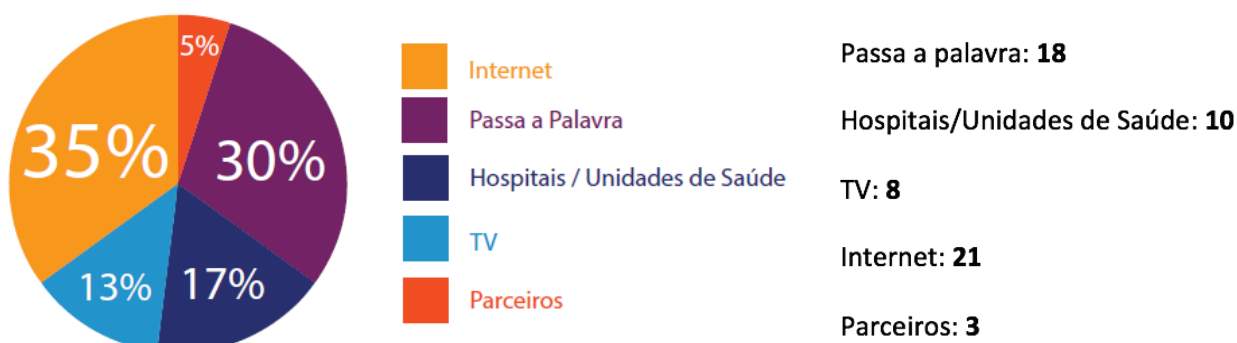 5%
35%
30%
13%
17%
Internet
Passa a Palavra
Hospitais / Unidades de Saúde
TV
Parceiros
Passa a palavra: 18
Hospitais/Unidades de Saúde: 10
TV: 8
Internet: 21
Parceiros: 3